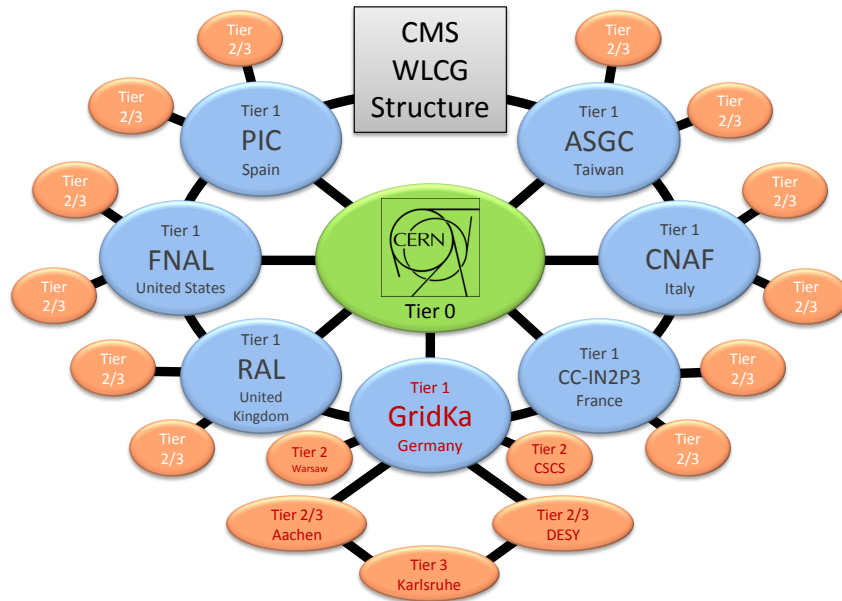 CMS
WLCG
Structure
Tier
2/3
Tier
2/3
Tier 1
PIC
Spain
Tier
2/3
Tier 1
ASGC
Taiwan
Tier
2/3
Tier
2/3
Tier 1
FNAL
United States
Tier
2/3
CERN
Tier 0
Tier 1
CNAF
Italy
Tier
2/3
Tier
2/3
Tier 1
RAL
United
Kingdom
Tier
2/3
Tier
2/3
Tier 1
GridKa
Germany
Tier 1
CC-IN2P3
France
Tier
2/3
Tier
2/3
Tier 2
Warsaw
Tier 2
CSCS
Tier 2/3
Aachen
Tier 2/3
DESY
Tier 3
Karlsruhe